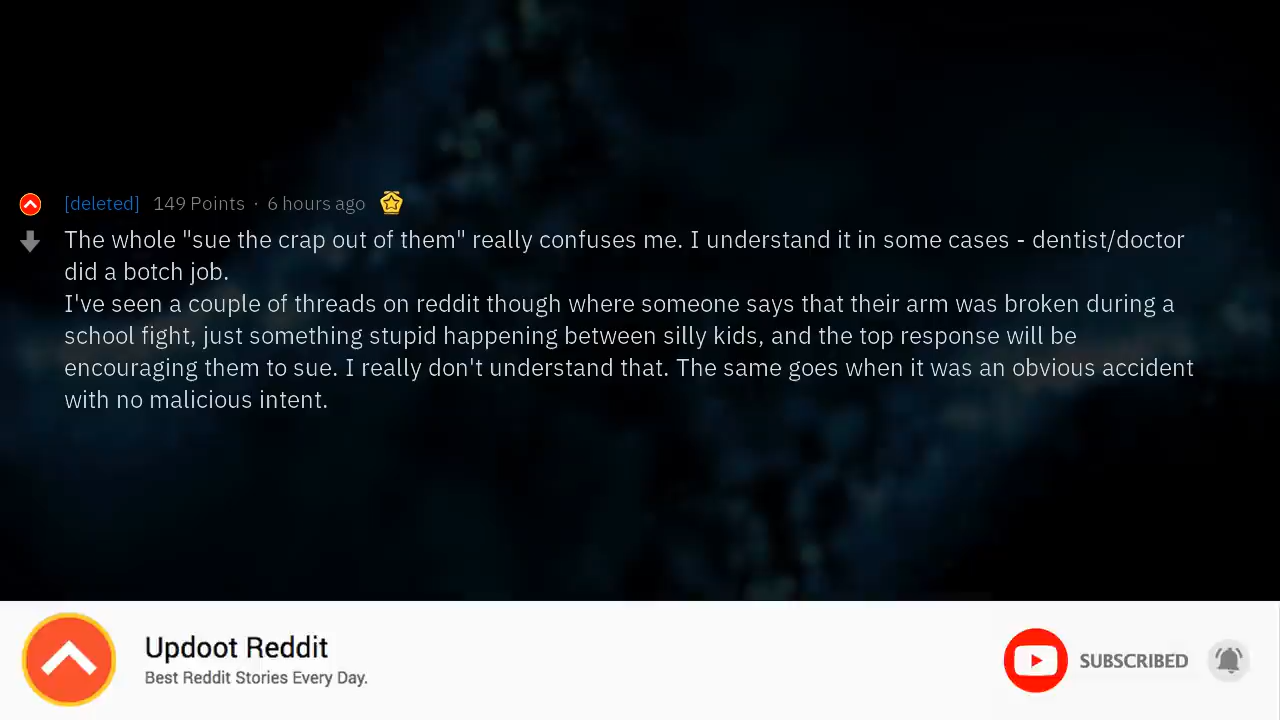 [deleted] 149 Points · 6 hours ago
The whole "sue the crap out of them" really confuses me. I understand it in some cases - dentist/doctor
did a botch job.
I've seen a couple of threads on reddit though where someone says that their arm was broken during a
school fight, just something stupid happening between silly kids, and the top response will be
encouraging them to sue. I really don't understand that. The same goes when it was an obvious accident
with no malicious intent.
Updoot Reddit
Best Reddit Stories Every Day.
SUBSCRIBED